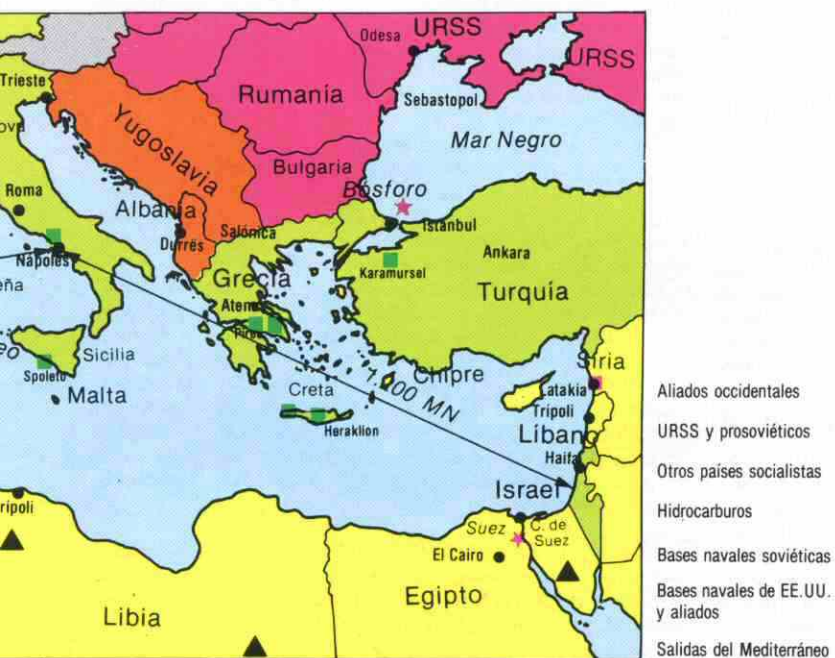 URSS
Odesa
URSS
Trieste
Rumania
Sebastopol
Yugoslavia
Mar Negro
Bulgaria
Roma
Bósforo
Albania
Istanbul
Salónica
Durrës
Ankara
Nápoles
Karamursel
Grecia
Turquía
Atenas
Sicilia
Siria
Chipre
Spoleto
Creta
Latakia
Malta
1.100 MN
Trípoli
Heraklion
Líbano
Haifa
Israel
Suez
C. de
Suez
El Cairo
Egipto
Libia
Aliados occidentales
URSS y prosoviéticos
Otros países socialistas
Hidrocarburos
Bases navales soviéticas
Bases navales de EE.UU.
y aliados
Salidas del Mediterráneo